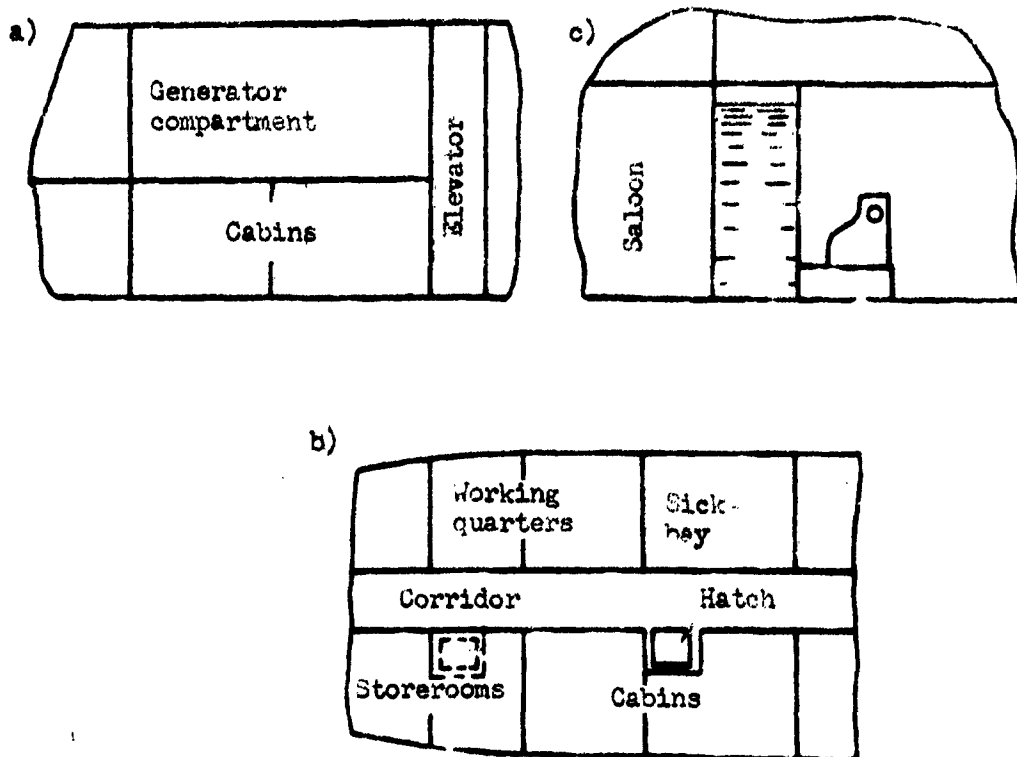 a)
Generator
compartment
Cabins
Elevator
c)
Saloon
b)
Working
quarters
Sick-
bay
Corridor
Hatch
Storerooms
Cabins